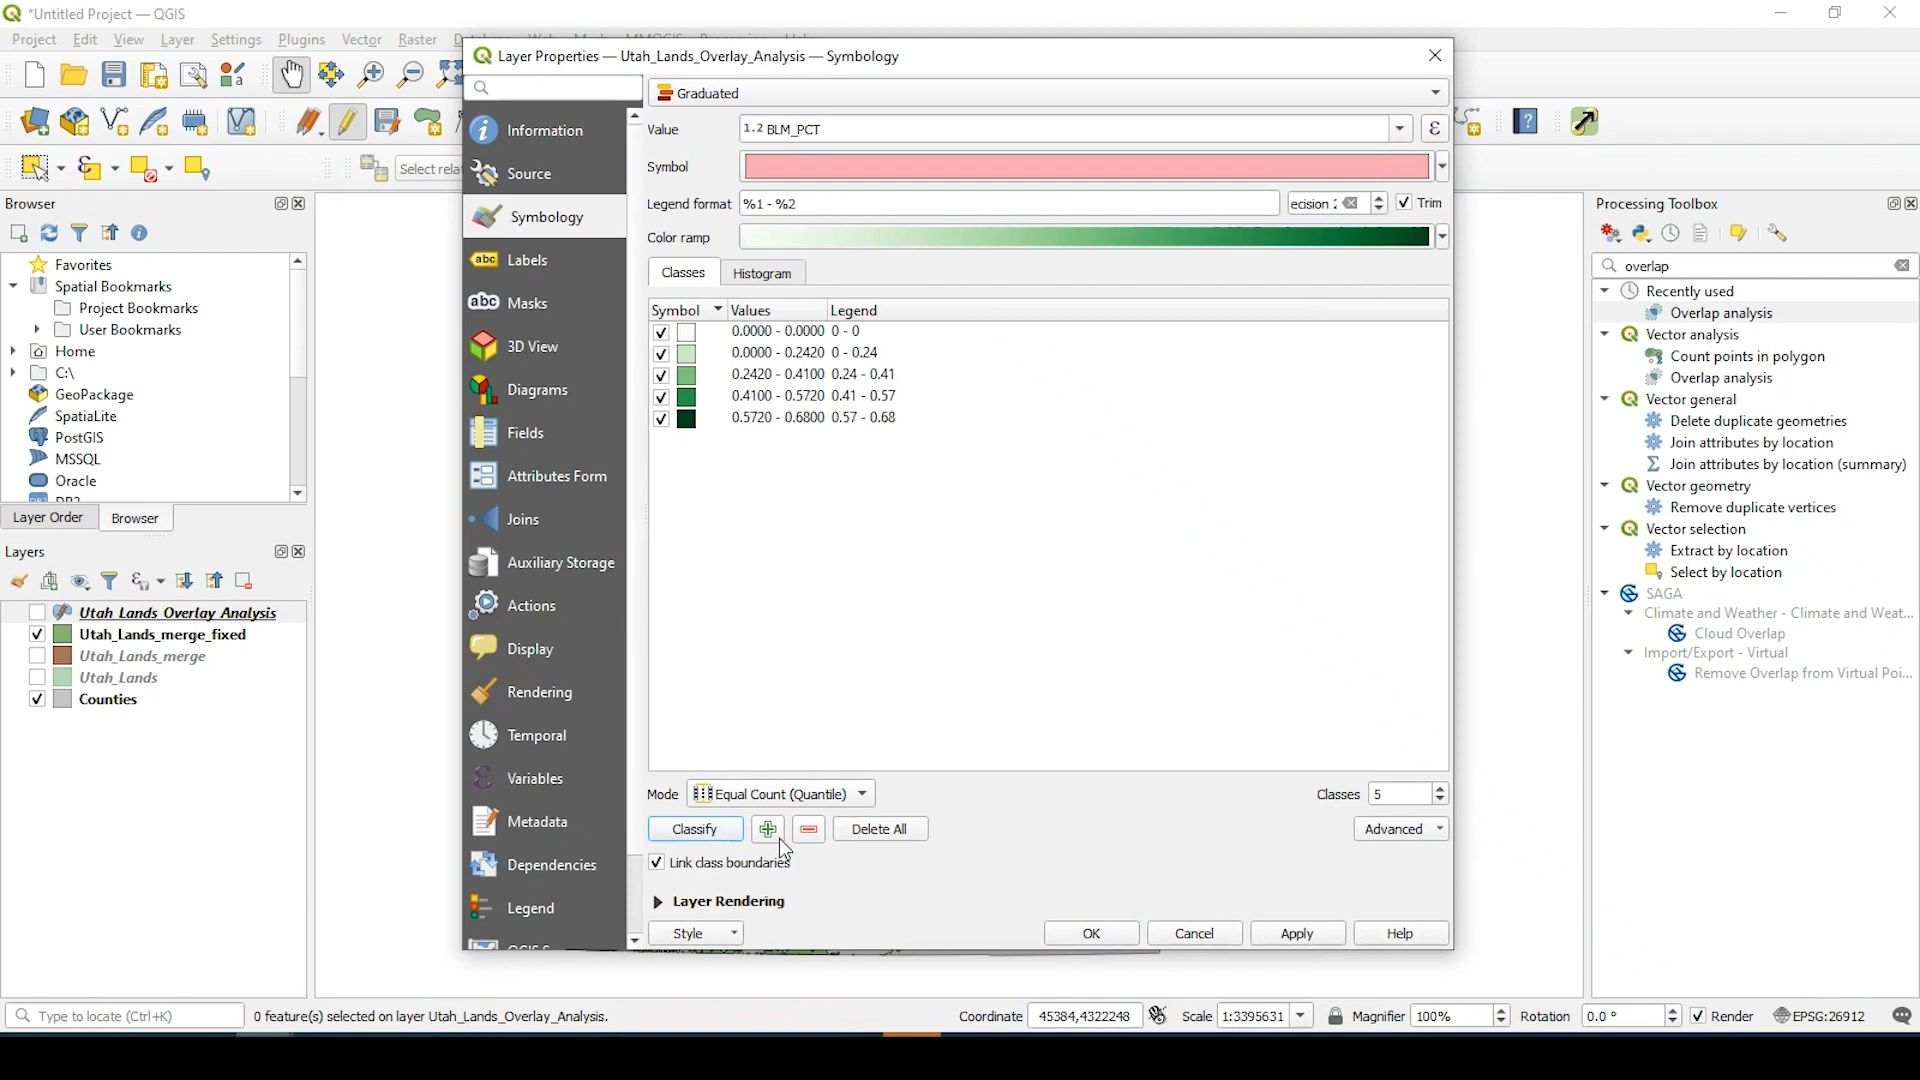 *Untitled Project — QGIS
Project Edit View Layer Settings Plugins Vector Raster
Layer Properties — Utah_Lands_Overlay_Analysis — Symbology
Graduated
Information
Source
Symbology
Labels
Masks
3D View
Diagrams
Fields
Attributes Form
Joins
Auxiliary Storage
Actions
Display
Rendering
Temporal
Variables
Metadata
Dependencies
Legend
Value 1.2 BLM_PCT
Symbol
Legend format %1 - %2 ecision : Trim
Color ramp
Classes Histogram
Symbol Values Legend
0.0000 - 0.0000 0 - 0
0.0000 - 0.2420 0 - 0.24
0.2420 - 0.4100 0.24 - 0.41
0.4100 - 0.5720 0.41 - 0.57
0.5720 - 0.6800 0.57 - 0.68
Mode Equal Count (Quantile) Classes 5
Classify Delete All Advanced
Link class boundaries
Layer Rendering
Style OK Cancel Apply Help
Select rela
Browser
Favorites
Spatial Bookmarks
Project Bookmarks
User Bookmarks
Home
C:\
GeoPackage
SpatiaLite
PostGIS
MSSQL
Oracle
DB2
Layer Order Browser
Layers
Utah_Lands_Overlay_Analysis
Utah_Lands_merge_fixed
Utah_Lands_merge
Utah_Lands
Counties
Processing Toolbox
overlap
Recently used
Overlap analysis
Vector analysis
Count points in polygon
Overlap analysis
Vector general
Delete duplicate geometries
Join attributes by location
Join attributes by location (summary)
Vector geometry
Remove duplicate vertices
Vector selection
Extract by location
Select by location
SAGA
Climate and Weather - Climate and Weat...
Cloud Overlap
Import/Export - Virtual
Remove Overlap from Virtual Poi...
Type to locate (Ctrl+K) 0 feature(s) selected on layer Utah_Lands_Overlay_Analysis. Coordinate 45384,4322248 Scale 1:3395631 Magnifier 100% Rotation 0.0 ° Render EPSG:26912